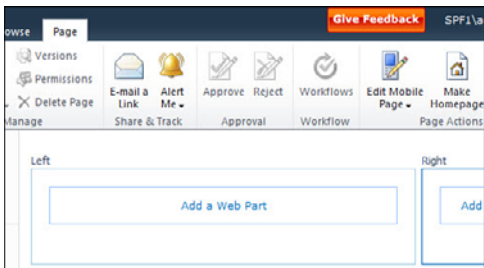 Give Feedback
SPF1\a
owse Page
Versions
Permissions
Delete Page
Manage
E-mail a
Link
Alert
Me
Share & Track
Approve Reject
Approval
Workflows
Workflow
Edit Mobile
Page
Make
Homepage
Page Actions
Left
Add a Web Part
Right
Add